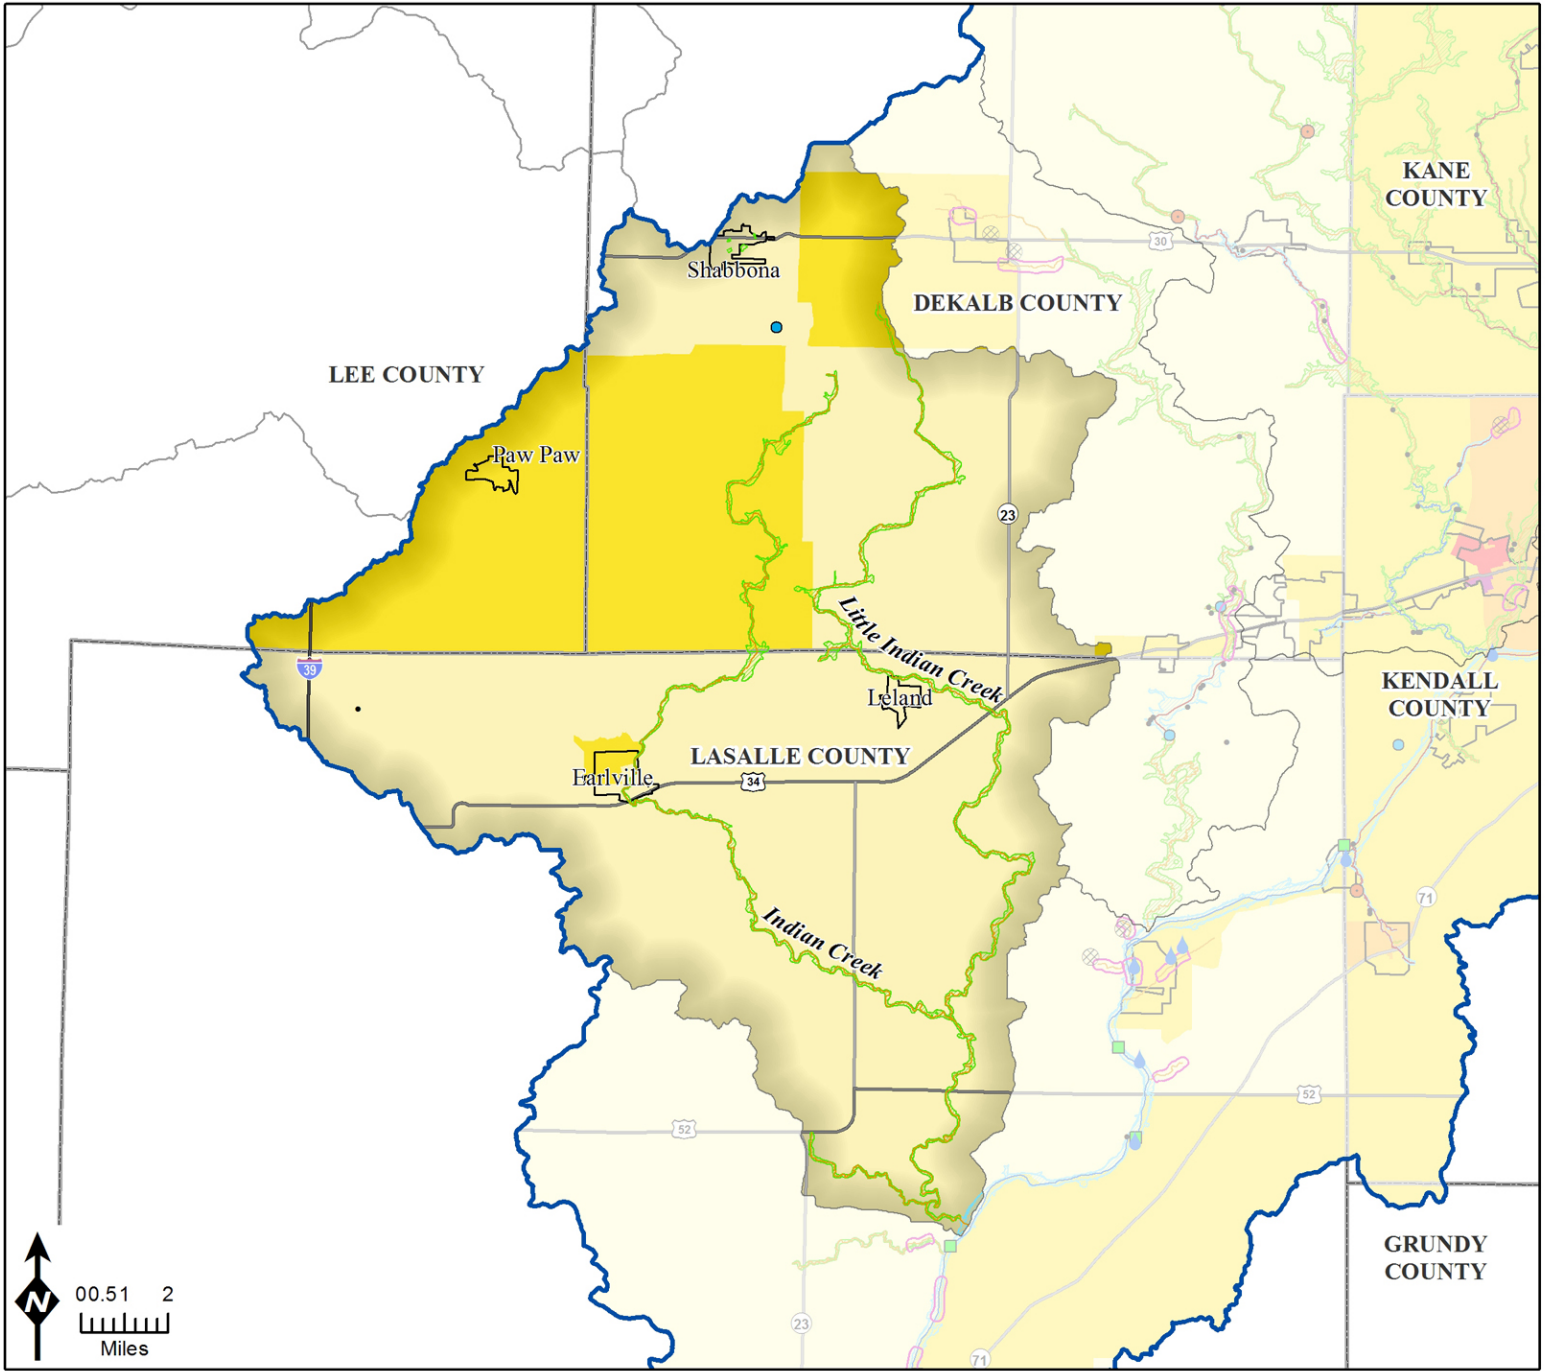 KANE
COUNTY
30
Shabbona
DEKALB COUNTY
LEE COUNTY
Paw Paw
23
Little Indian Creek
39
KENDALL
COUNTY
Leland
LASALLE COUNTY
Earlville
34
71
Indian Creek
52
52
GRUNDY
COUNTY
N
00.51 2
Miles
23
71